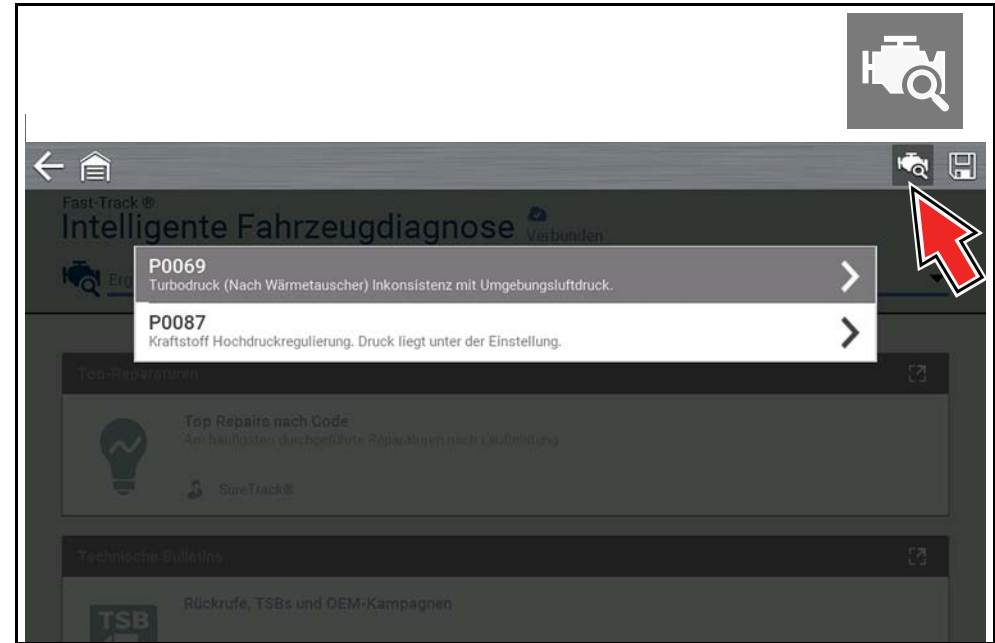 Fast-Track ®
Intelligente Fahrzeugdiagnose Verbunden
Erg
P0069
Turbodruck (Nach Wärmetauscher) Inkonsistenz mit Umgebungsluftdruck.
P0087
Kraftstoff Hochdruckregulierung. Druck liegt unter der Einstellung.
Top-Reparaturen
Top Repairs nach Code
Am häufigsten durchgeführte Reparaturen nach Laufleistung
SureTrack®
Technische Bulletins
Rückrufe, TSBs und OEM-Kampagnen
TSB